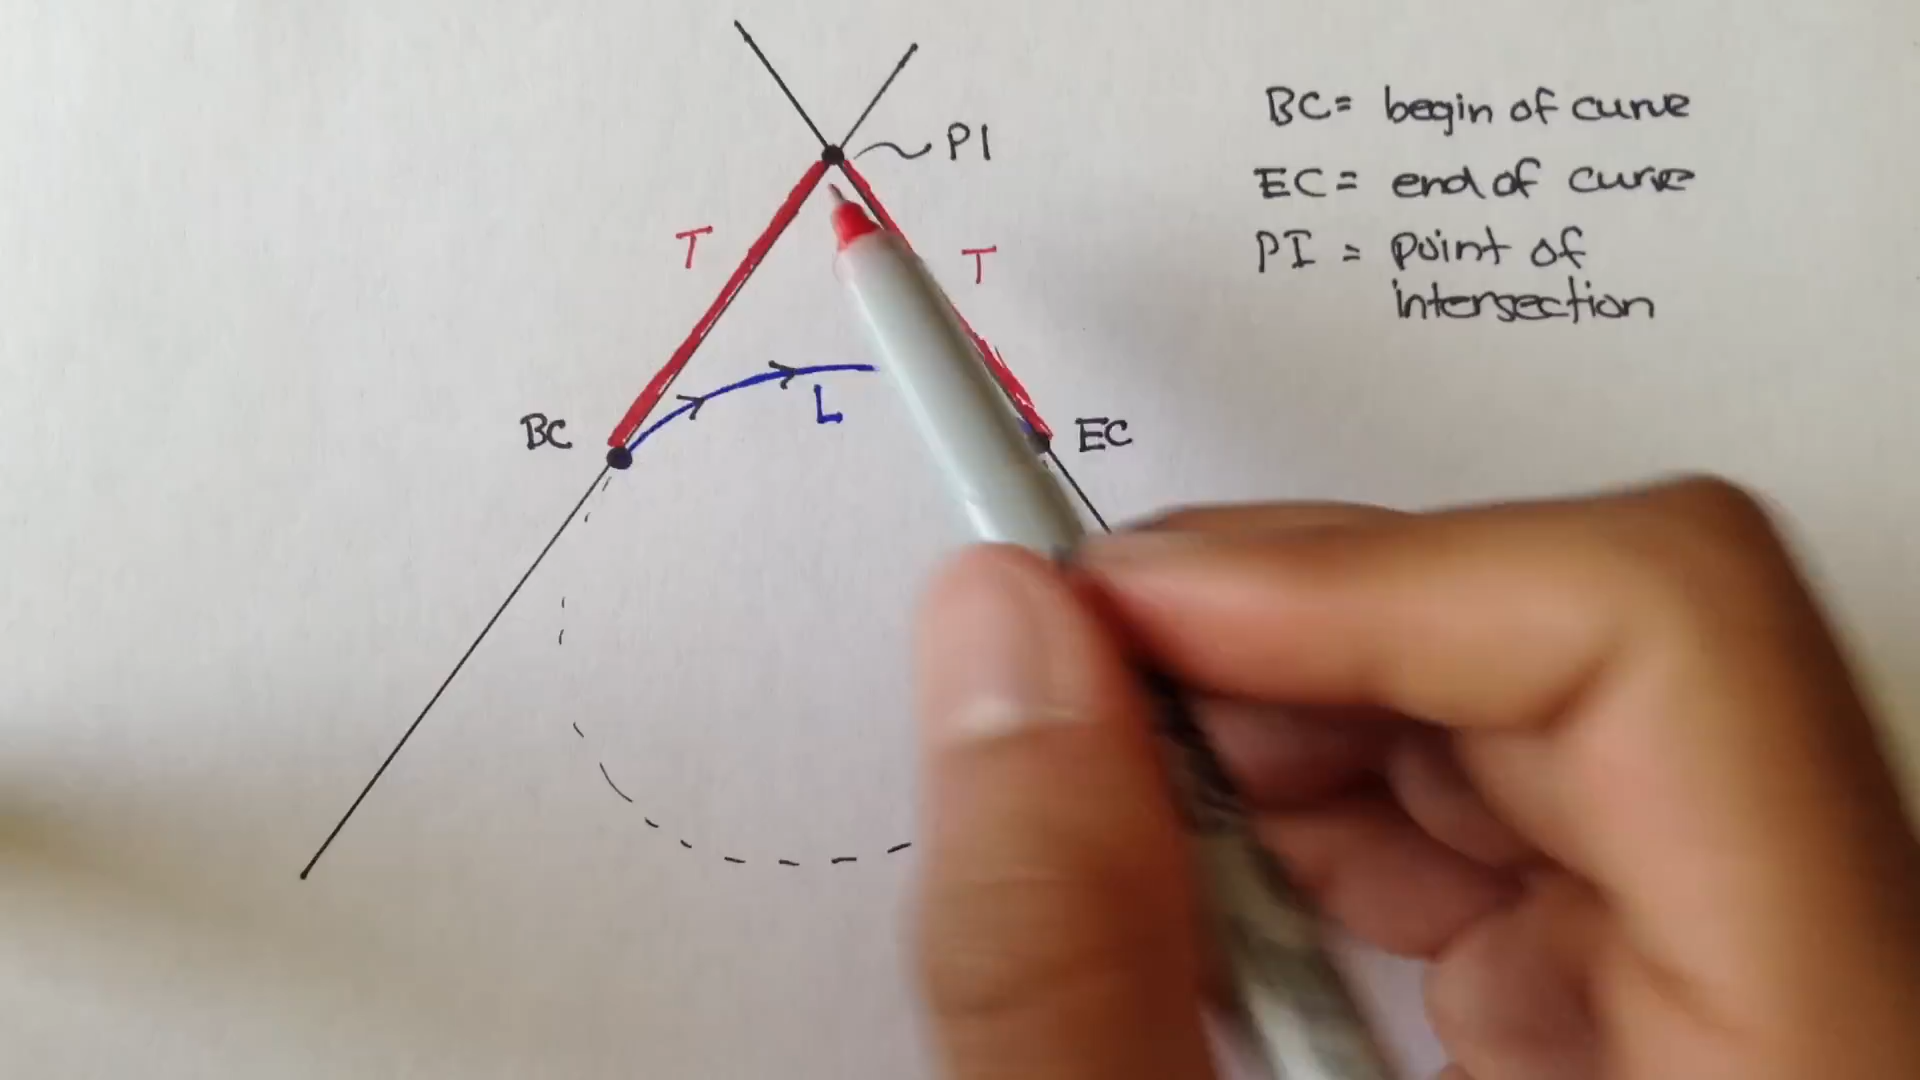 PI
T
T
L
BC
EC
BC= begin of curve
EC= end of curve
PI = point of
intersection